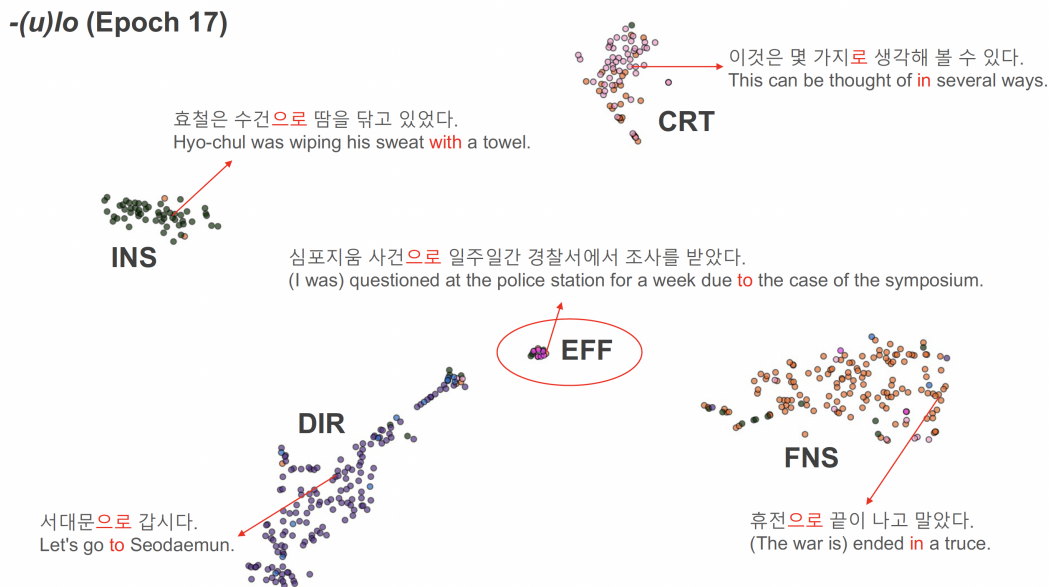 -(u)lo (Epoch 17)
이것은 몇 가지로 생각해 볼 수 있다.
This can be thought of in several ways.
CRT
효철은 수건으로 땀을 닦고 있었다.
Hyo-chul was wiping his sweat with a towel.
INS
심포지움 사건으로 일주일간 경찰서에서 조사를 받았다.
(I was) questioned at the police station for a week due to the case of the symposium.
EFF
DIR
FNS
서대문으로 갑시다.
Let's go to Seodaemun.
휴전으로 끝이 나고 말았다.
(The war is) ended in a truce.